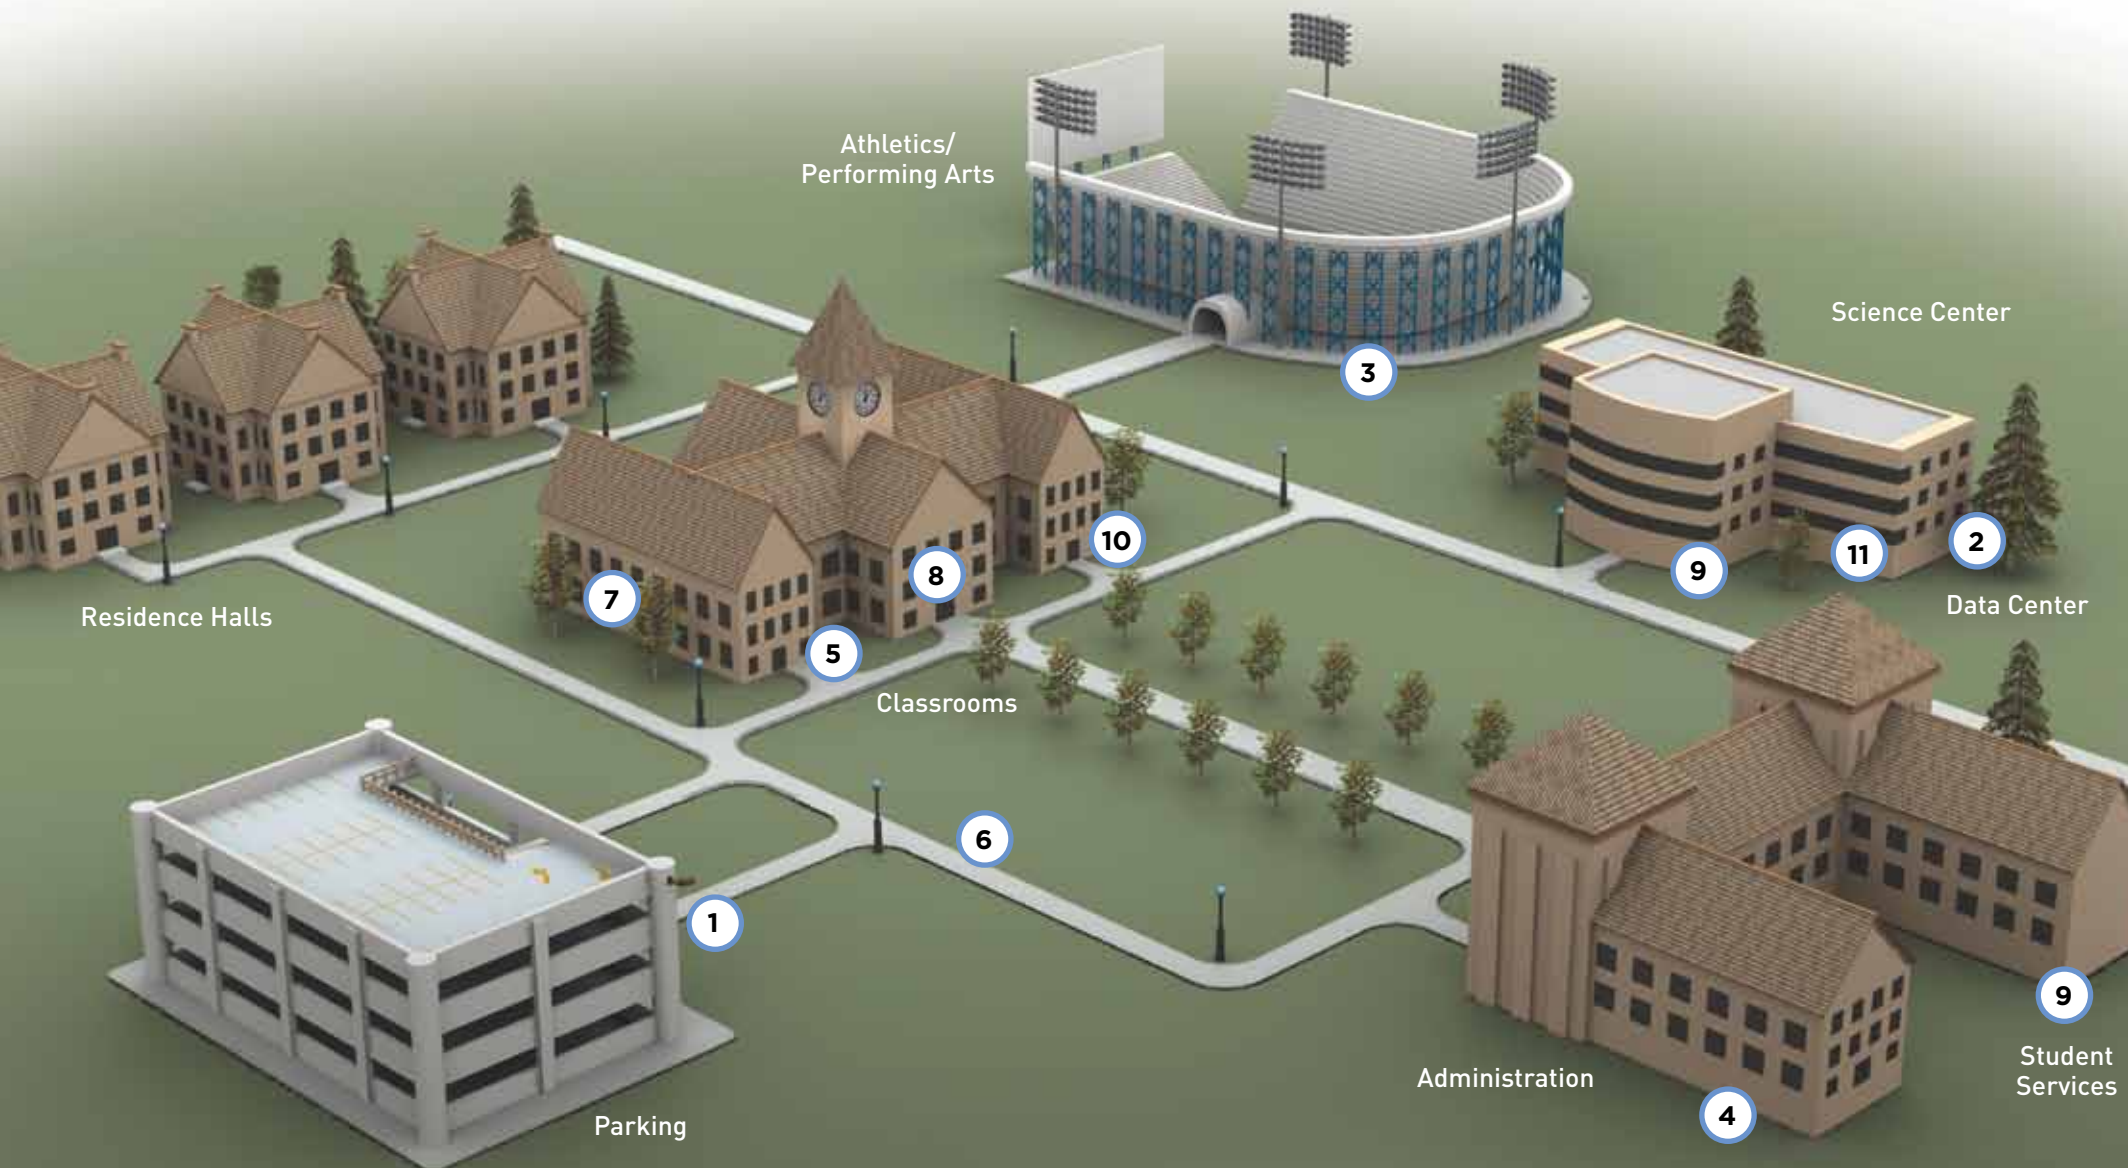 Athletics/
Performing Arts
Science Center
3
10
2
11
9
8
7
Data Center
Residence Halls
5
Classrooms
6
1
9
Student
Services
Administration
4
Parking